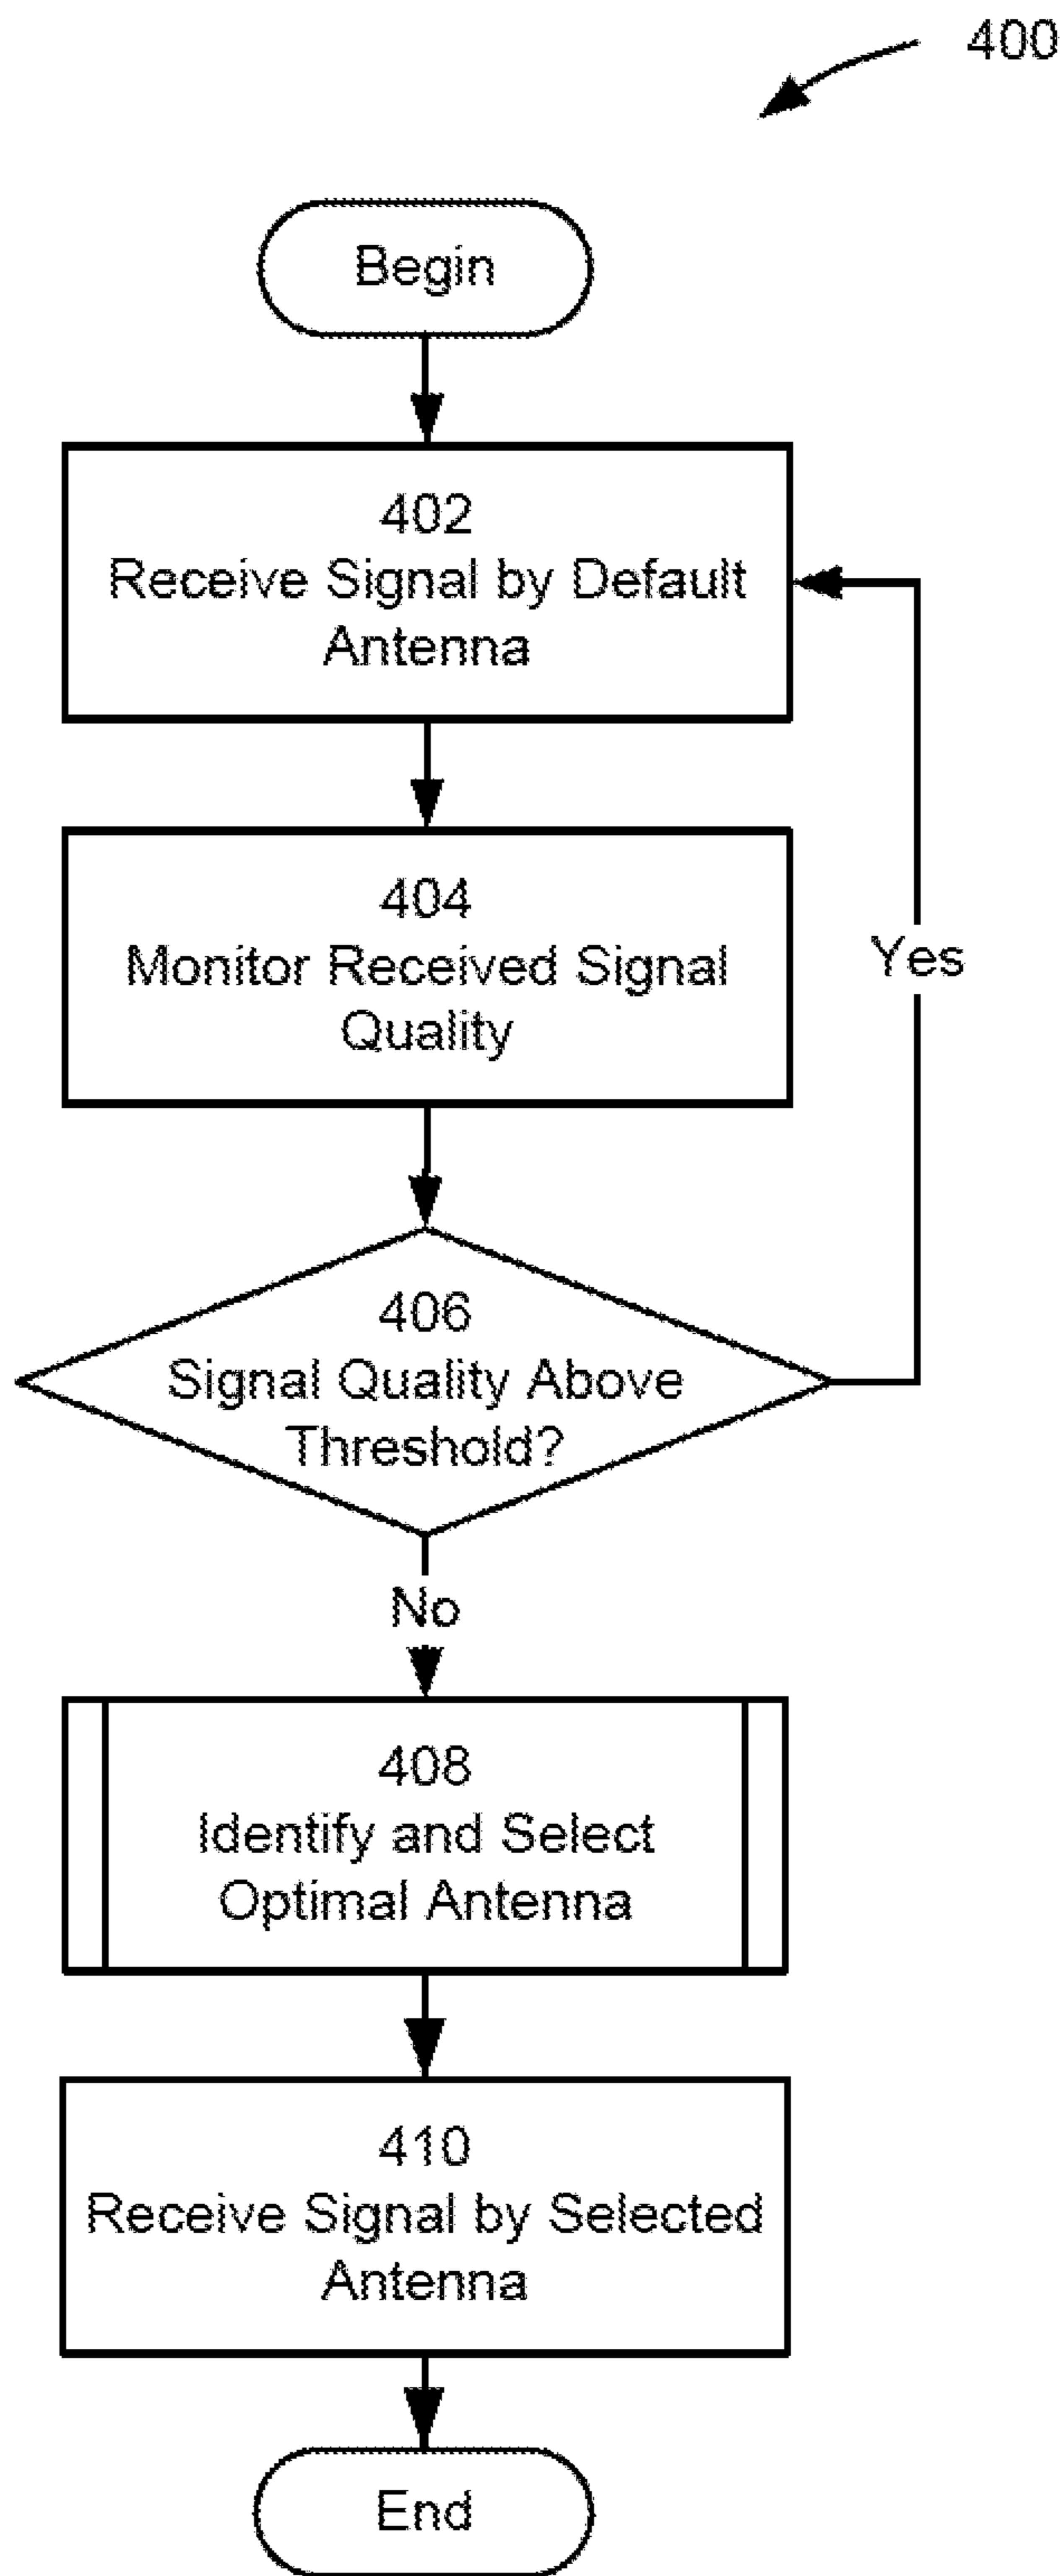 400
Begin
402
Receive Signal by Default
Antenna
404
Monitor Received Signal
Quality
Yes
406
Signal Quality Above
Threshold?
No
408
Identify and Select
Optimal Antenna
410
Receive Signal by Selected
Antenna
End